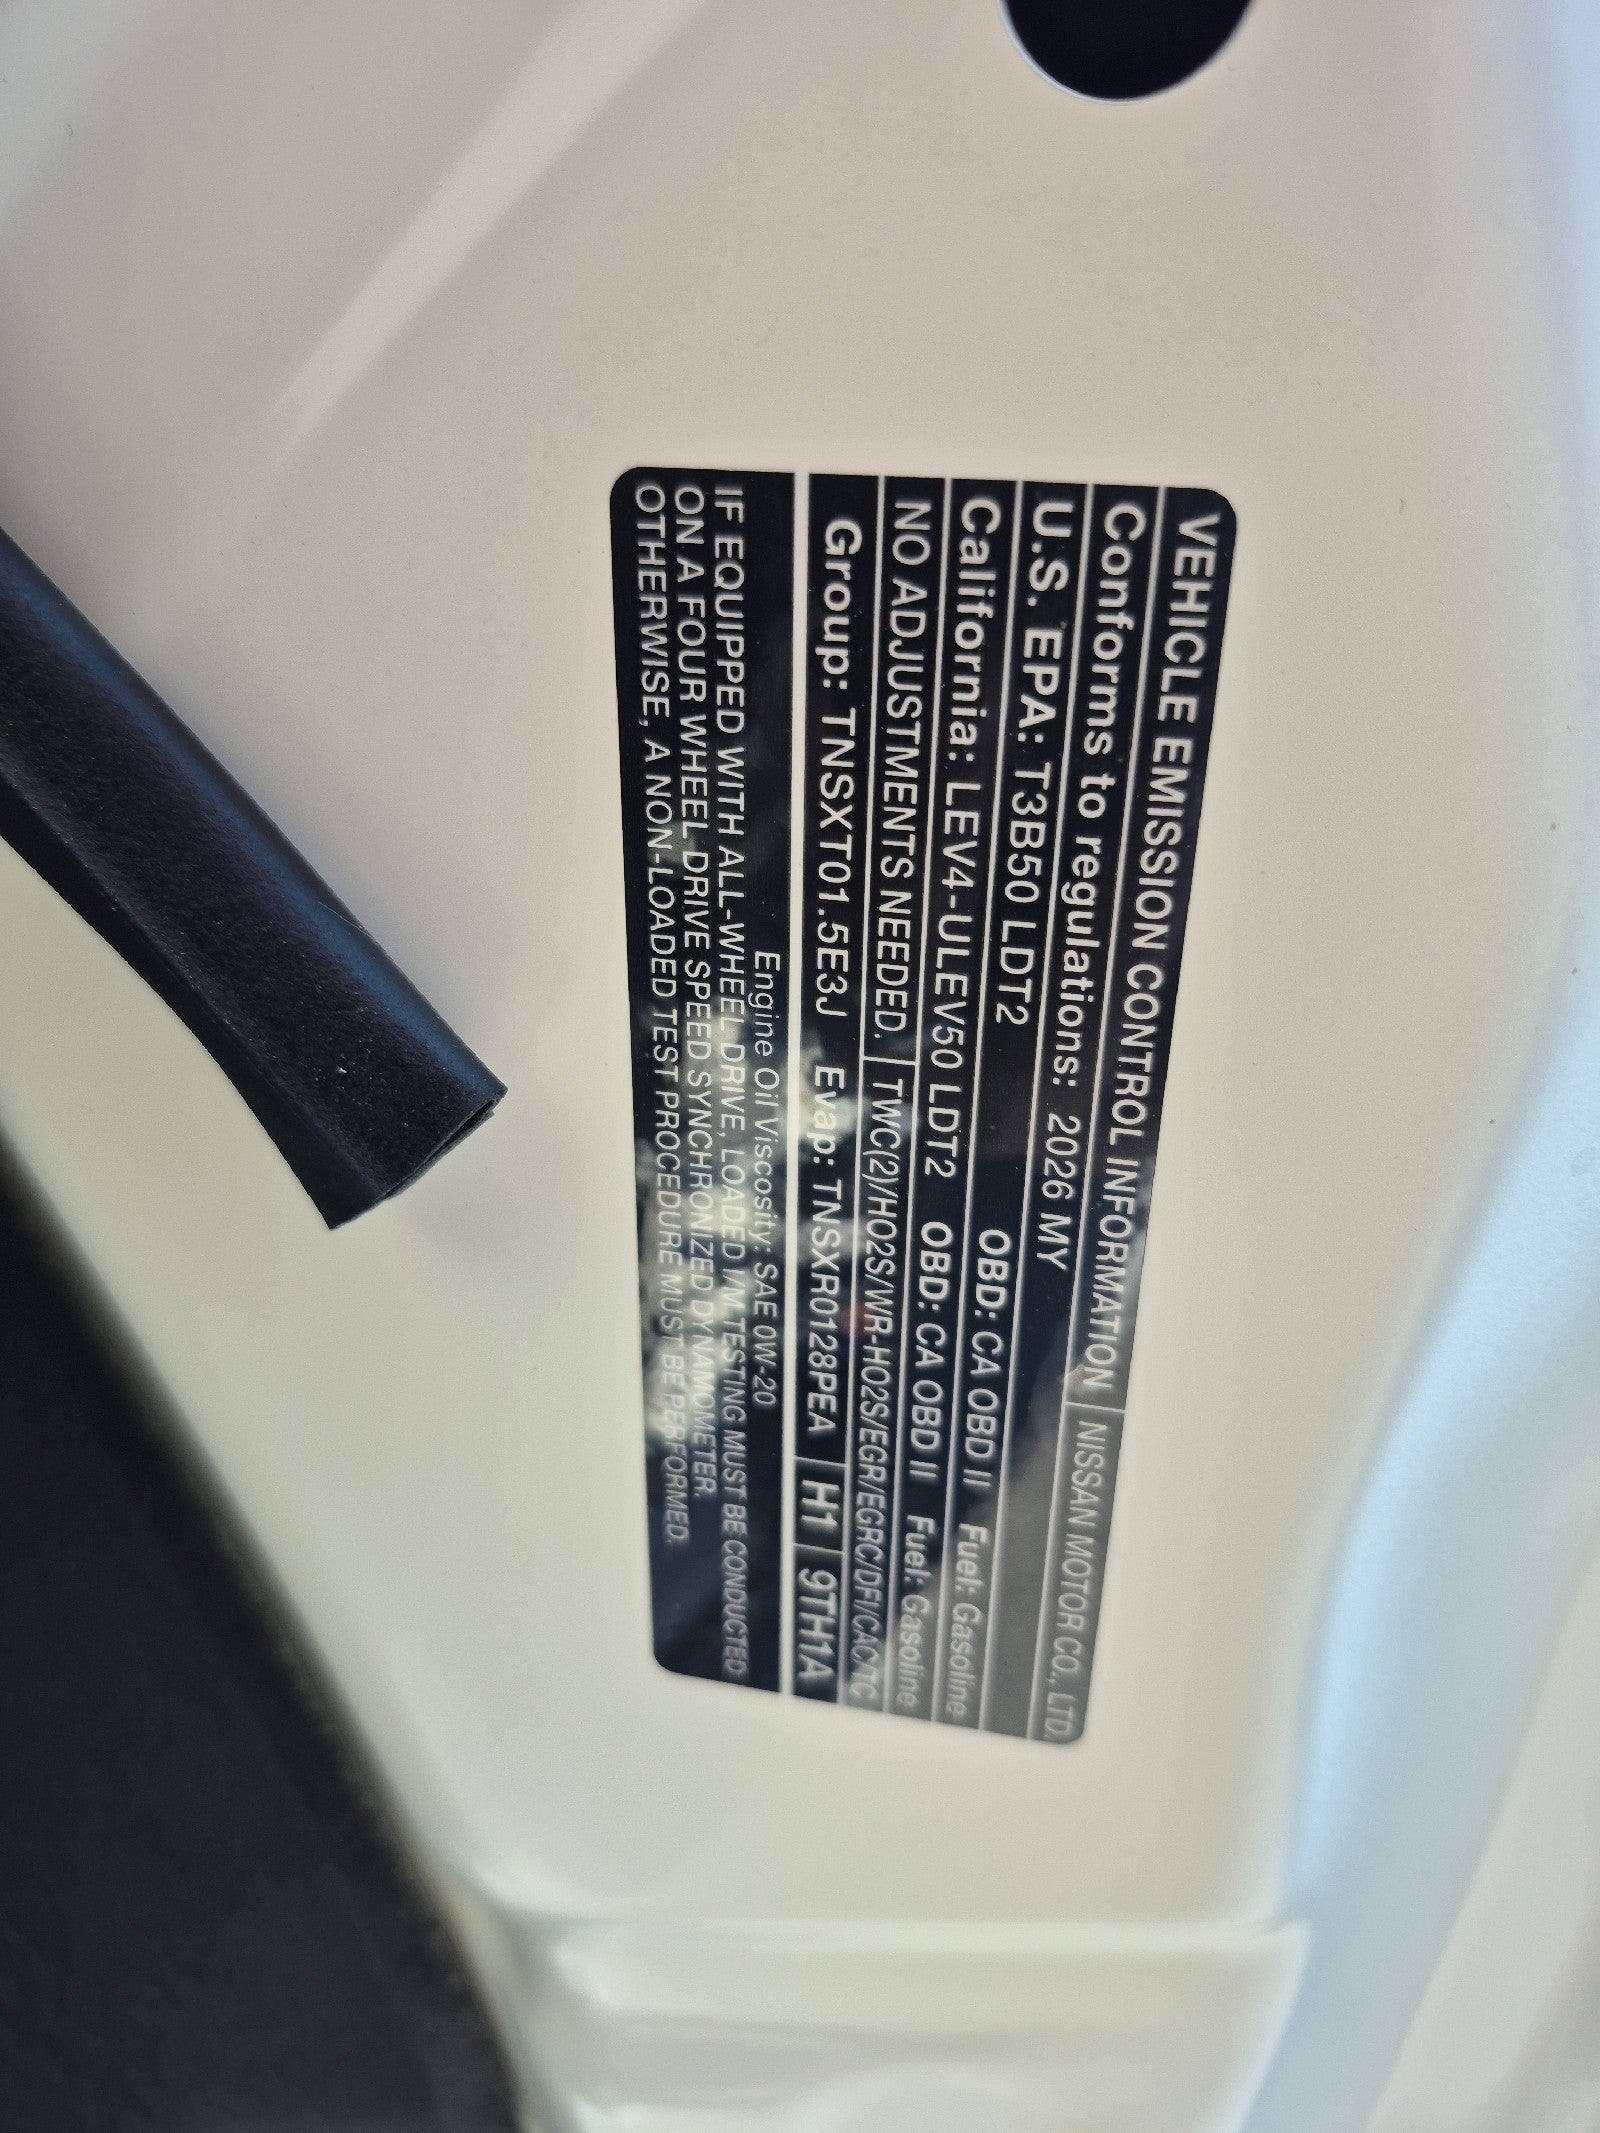 VEHICLE EMISSION CONTROL INFORMATION NISSAN MOTOR CO., LTD.
Conforms to regulations: 2026 MY
U.S. EPA: T3B50 LDT2 OBD: CA OBD II Fuel: Gasoline
California: LEV4-ULEV50 LDT2 OBD: CA OBD II Fuel: Gasoline
NO ADJUSTMENTS NEEDED. TWC(2)/HO2S/WR-HO2S/EGR/EGRC/DFI/CAC/TC
Group: TNSXT01.5E3J Evap: TNSXR0128PEA H1 9TH1A
Engine Oil Viscosity: SAE 0W-20
IF EQUIPPED WITH ALL-WHEEL DRIVE, LOADED I/M TESTING MUST BE CONDUCTED
ON A FOUR WHEEL DRIVE SPEED SYNCHRONIZED DYNAMOMETER.
OTHERWISE, A NON-LOADED TEST PROCEDURE MUST BE PERFORMED.